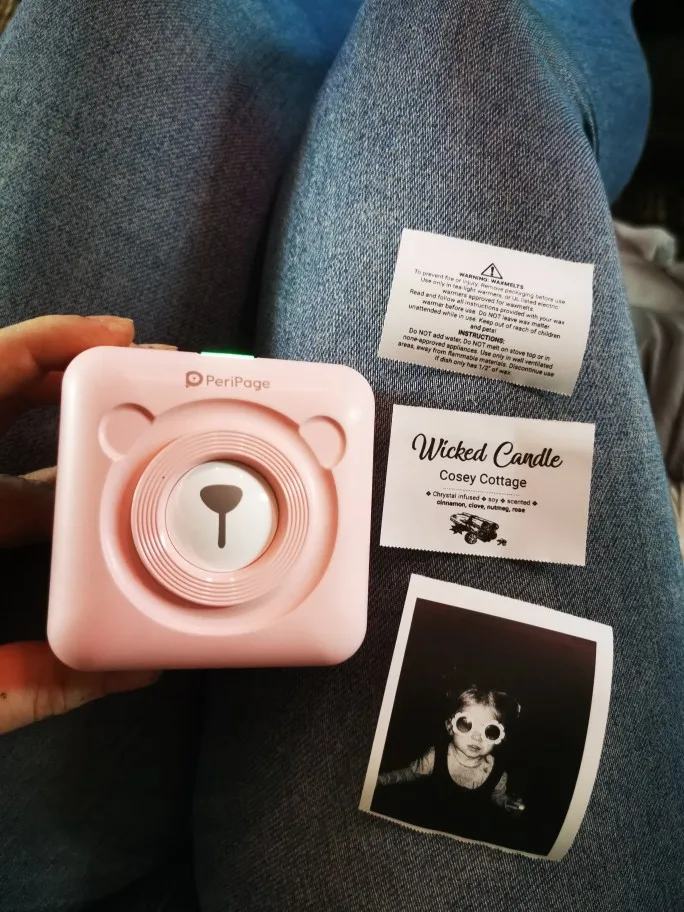 PeriPage
WARNING: WAXMELTS
To prevent fire or injury. Remove packaging before use
Use only in tea-light warmers, or UL listed electric
warmers approved for waxmelts.
Read and follow all instructions provided with your wax
warmer before use. Do NOT leave wax matter
unattended while in use. Keep out of reach of children
and pets!
INSTRUCTIONS:
Do NOT add water. Do NOT melt on stove top or in
none-approved appliances. Use only in well ventilated
areas, away from flammable materials. Discontinue use
if dish only has 1/2" of wax.
Wicked Candle
Cosey Cottage
❖ Chrystal infused ❖ soy ❖ scented ❖
cinnamon, clove, nutmeg, rose